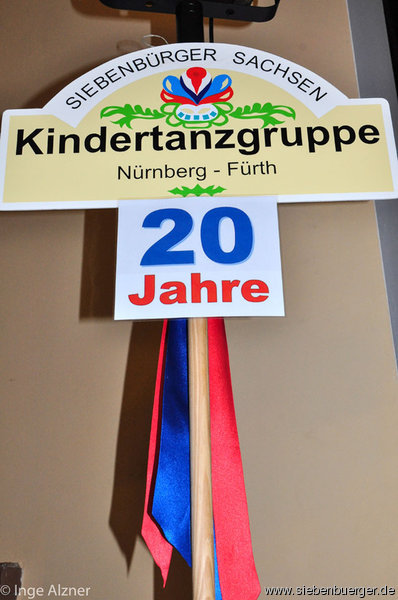 SIEBENBÜRGER SACHSEN
Kindertanzgruppe
Nürnberg - Fürth
20
Jahre
© Inge Alzner
www.siebenbuerger.de